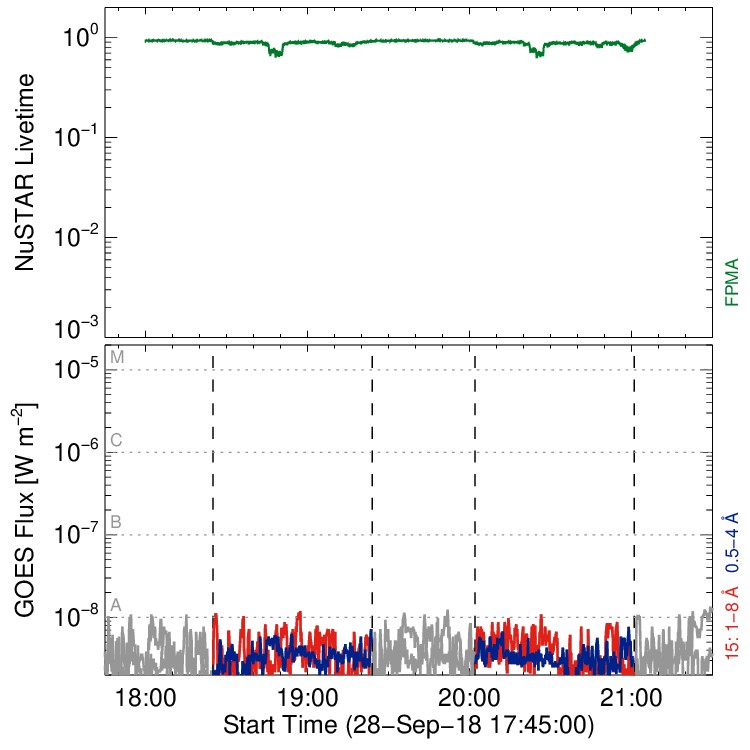 10⁰
10⁻¹
10⁻²
10⁻³
NuSTAR Livetime
FPMA
10⁻⁵
10⁻⁶
10⁻⁷
10⁻⁸
M
C
B
A
GOES Flux [W m⁻²]
15: 1−8 Å 0.5−4 Å
18:00 19:00 20:00 21:00
Start Time (28−Sep−18 17:45:00)